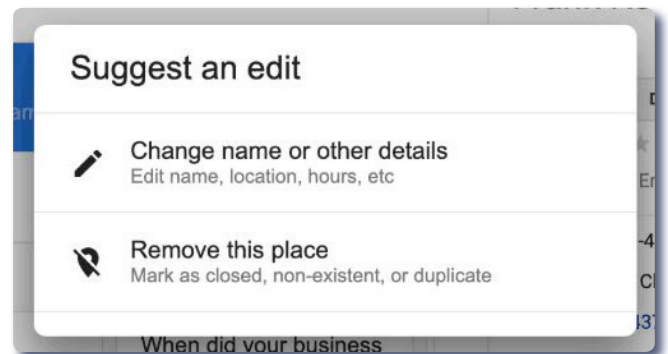 Suggest an edit
Change name or other details
Edit name, location, hours, etc
Remove this place
Mark as closed, non-existent, or duplicate
When did your business